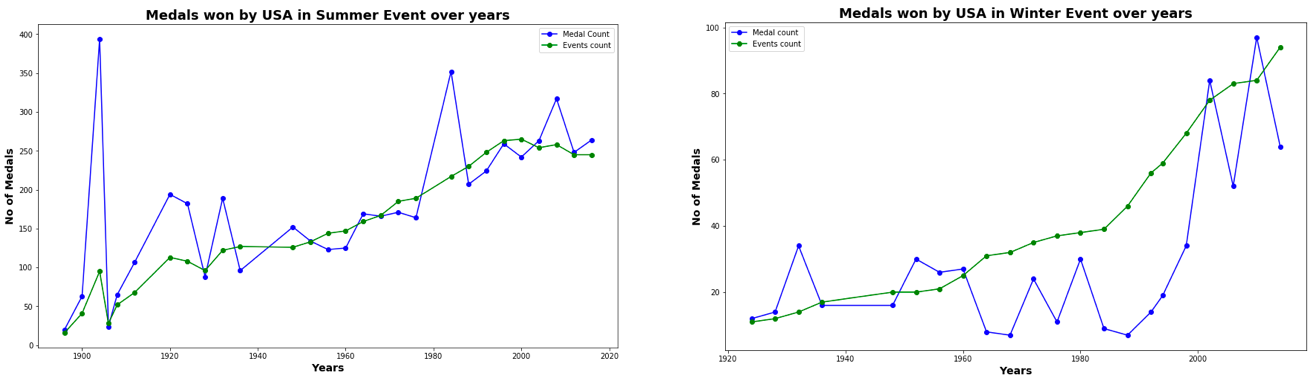 Medals won by USA in Summer Event over years
400
350
300
250
200
150
100
50
0
No of Medals
Medal Count
Events count
1900
1920
1940
1960
1980
2000
2020
Years
Medals won by USA in Winter Event over years
100
80
60
40
20
No of Medals
Medal count
Events count
1920
1940
1960
1980
2000
Years